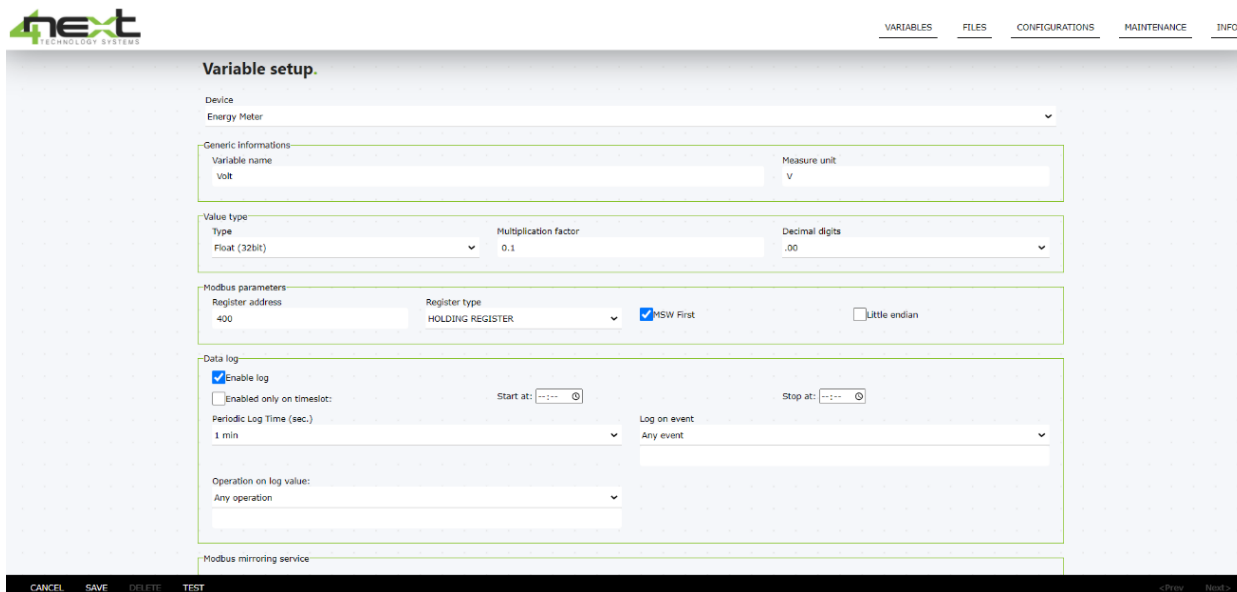 4next
TECHNOLOGY SYSTEMS
VARIABLES FILES CONFIGURATIONS MAINTENANCE INFO
Variable setup.
Device
Energy Meter
Generic informations
Variable name Measure unit
Volt V
Value type
Type Multiplication factor Decimal digits
Float (32bit) 0.1 .00
Modbus parameters
Register address Register type
400 HOLDING REGISTER MSW First Little endian
Data log
Enable log
Enabled only on timeslot: Start at: --:-- Stop at: --:--
Periodic Log Time (sec.) Log on event
1 min Any event
Operation on log value:
Any operation
Modbus mirroring service
CANCEL SAVE DELETE TEST <Prev Next>